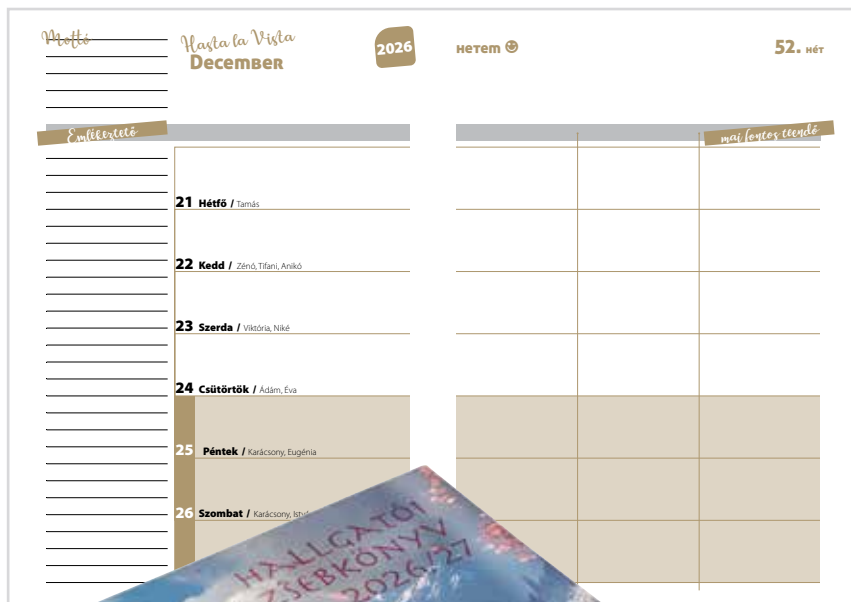 Mottó
Hasta la Vista
December
2026
Hetem
52. hét
Emlékeztető
mai fontos teendő
21 Hétfő / Tamás
22 Kedd / Zénó, Tifani, Anikó
23 Szerda / Viktória, Niké
24 Csütörtök / Ádám, Éva
25 Péntek / Karácsony, Eugénia
26 Szombat / Karácsony,
HALLGATÓI
ZSEBKÖNYV
2026/27